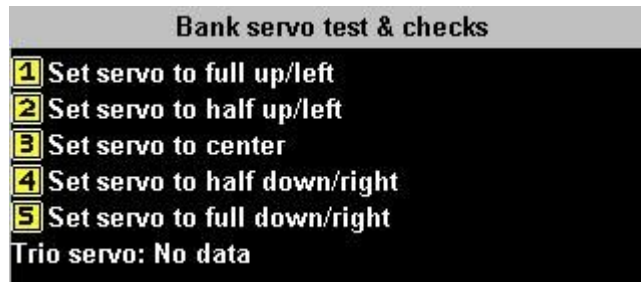 Bank servo test & checks
1 Set servo to full up/left
2 Set servo to half up/left
3 Set servo to center
4 Set servo to half down/right
5 Set servo to full down/right
Trio servo: No data